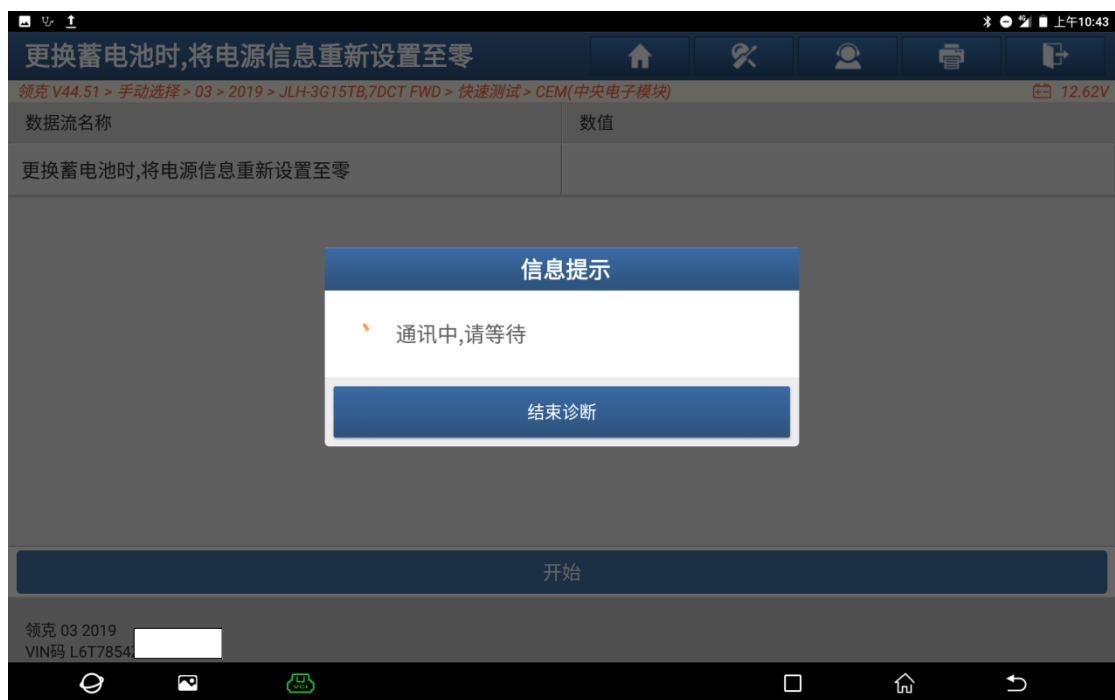 上午10:43
更换蓄电池时,将电源信息重新设置至零
领克 V44.51 > 手动选择 > 03 > 2019 > JLH-3G15TB,7DCT FWD > 快速测试 > CEM(中央电子模块) 12.62V
数据流名称 数值
更换蓄电池时,将电源信息重新设置至零
信息提示
通讯中,请等待
结束诊断
开始
领克 03 2019
VIN码 L6T7854
VCI